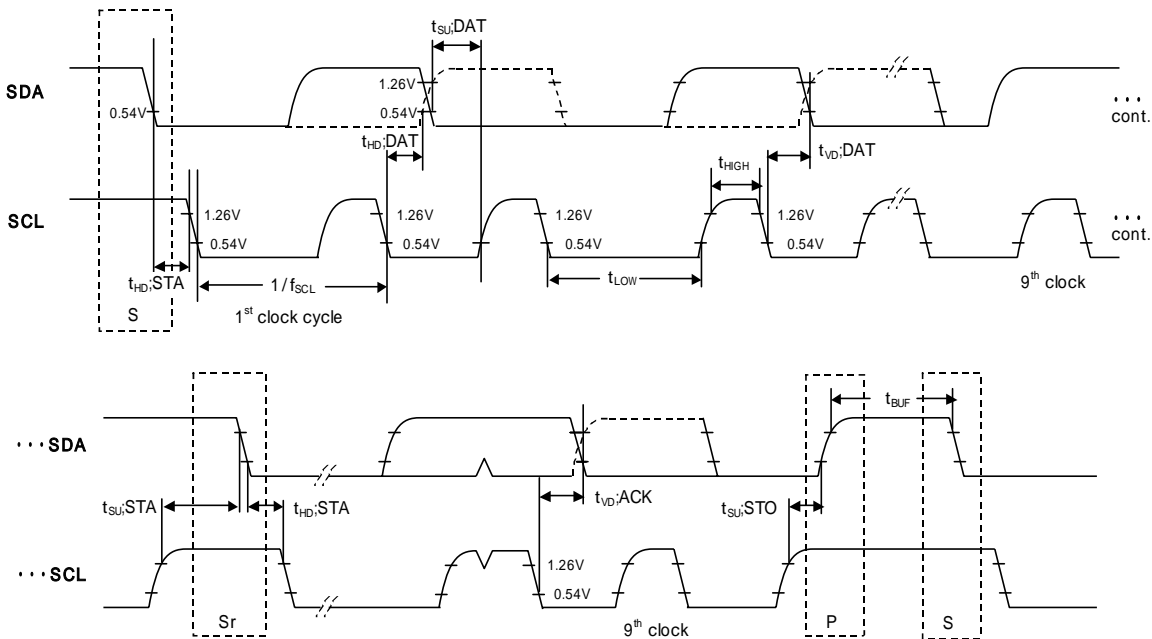 tSU;DAT
SDA
1.26V
0.54V
0.54V
• • •
cont.
tHD;DAT
tHIGH
tVD;DAT
SCL
1.26V
1.26V
1.26V
1.26V
0.54V
0.54V
0.54V
0.54V
• • •
cont.
tHD;STA
1/fSCL
tLOW
9th clock
S
1st clock cycle
tBUF
• • • SDA
tSU;STA
tHD;STA
tVD;ACK
tSU;STO
• • • SCL
1.26V
0.54V
Sr
9th clock
P
S